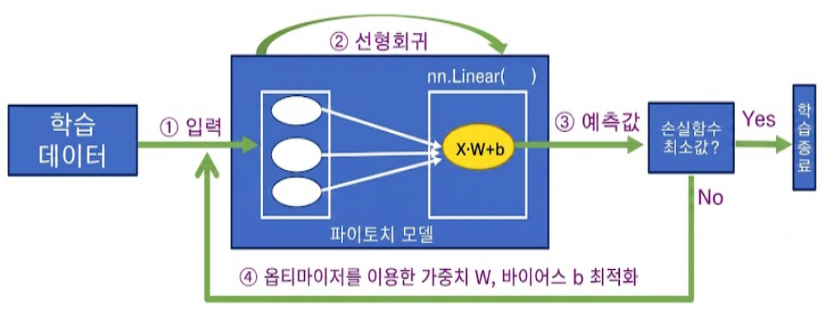 ② 선형회귀
nn.Linear( )
학습
데이터
① 입력
X·W+b
③ 예측값
손실함수
최소값?
Yes
학습종료
No
파이토치 모델
④ 옵티마이저를 이용한 가중치 W, 바이어스 b 최적화